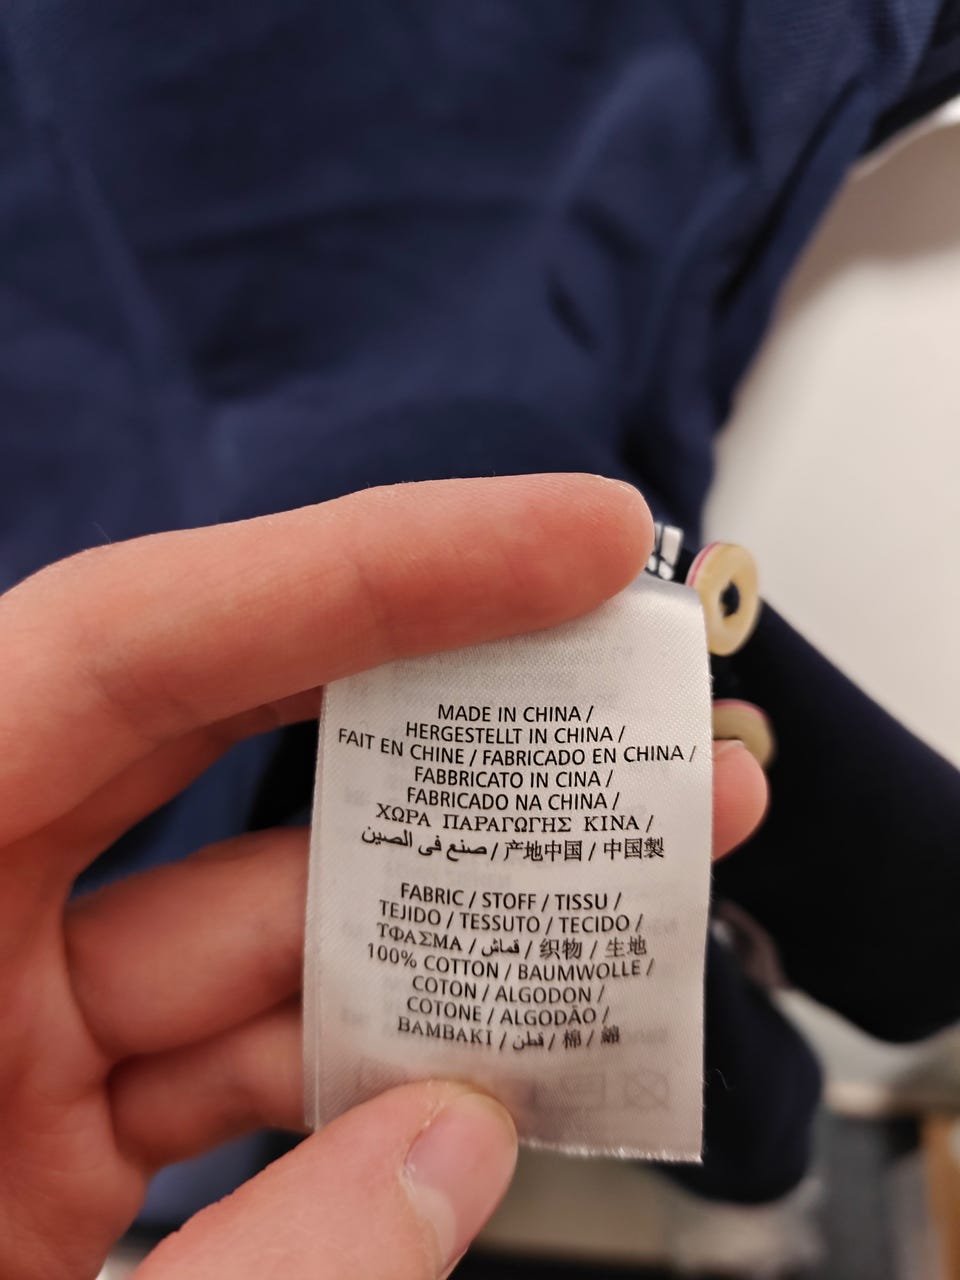 MADE IN CHINA /
HERGESTELLT IN CHINA /
FAIT EN CHINE / FABRICADO EN CHINA /
FABBRICATO IN CINA /
FABRICADO NA CHINA /
ΧΩΡΑ ΠΑΡΑΓΩΓΗΣ ΚΙΝΑ /
صنع فى الصين / 产地中国 / 中国製
FABRIC / STOFF / TISSU /
TEJIDO / TESSUTO / TECIDO /
ΤΦΑΣΜΑ / قماش / 织物 / 生地
100% COTTON / BAUMWOLLE /
COTON / ALGODON /
COTONE / ALGODÃO /
ΒΑΜΒΑΚΙ / قطن / 棉 / 綿